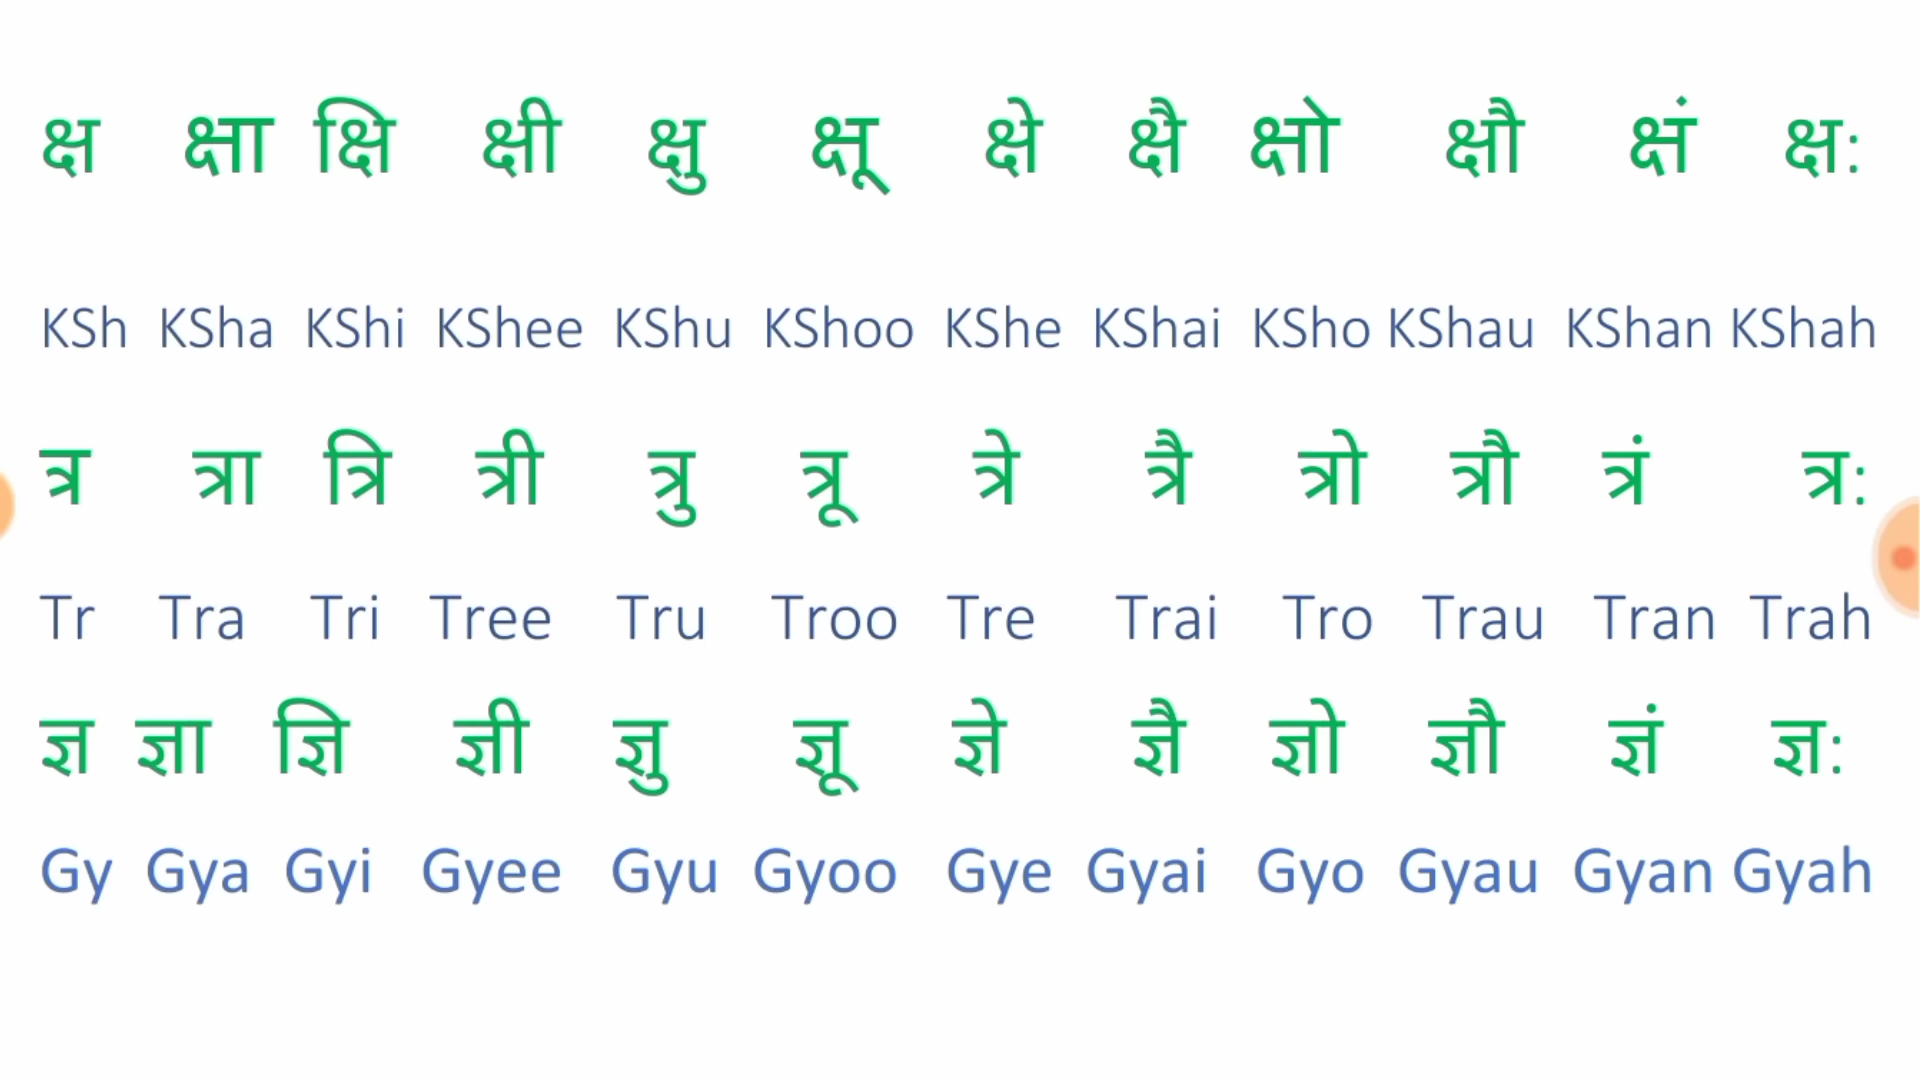 क्ष क्षा क्षि क्षी क्षु क्षू क्षे क्षै क्षो क्षौ क्षं क्ष:
KSh KSha KShi KShee KShu KShoo KShe KShai KSho KShau KShan KShah
त्र त्रा त्रि त्री त्रु त्रू त्रे त्रै त्रो त्रौ त्रं त्र:
Tr Tra Tri Tree Tru Troo Tre Trai Tro Trau Tran Trah
ज्ञ ज्ञा ज्ञि ज्ञी ज्ञु ज्ञू ज्ञे ज्ञै ज्ञो ज्ञौ ज्ञं ज्ञ:
Gy Gya Gyi Gyee Gyu Gyoo Gye Gyai Gyo Gyau Gyan Gyah